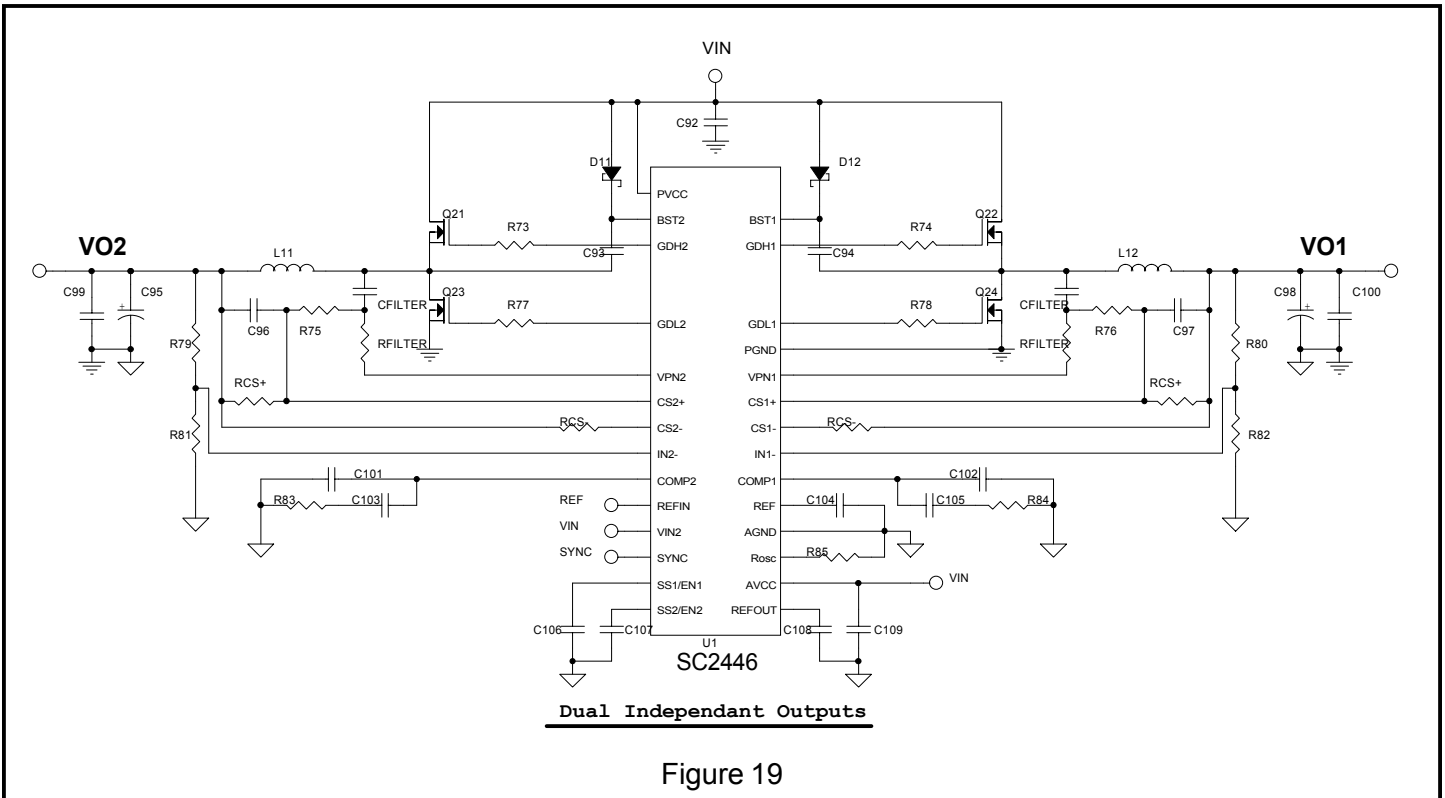 VIN
C92
D11
D12
PVCC
Q21
Q22
BST2
BST1
R73
R74
VO2
GDH2
GDH1
VO1
L11
C93
C94
L12
Q23
Q24
C99
C95
CFILTER
CFILTER
C98
C100
R77
R78
C96
R75
GDL2
GDL1
R76
C97
R79
RFILTER
PGND
RFILTER
R80
VPN2
VPN1
RCS+
RCS+
CS2+
CS1+
R81
RCS-
CS2-
CS1-
RCS-
R82
IN2-
IN1-
C101
COMP2
COMP1
C102
R83
C103
REF
REFIN
REF
C104
C105
R84
VIN
VIN2
AGND
SYNC
SYNC
Rosc
R85
SS1/EN1
AVCC
VIN
SS2/EN2
REFOUT
C106
C107
C108
C109
U1
SC2446
Dual Independant Outputs
Figure 19